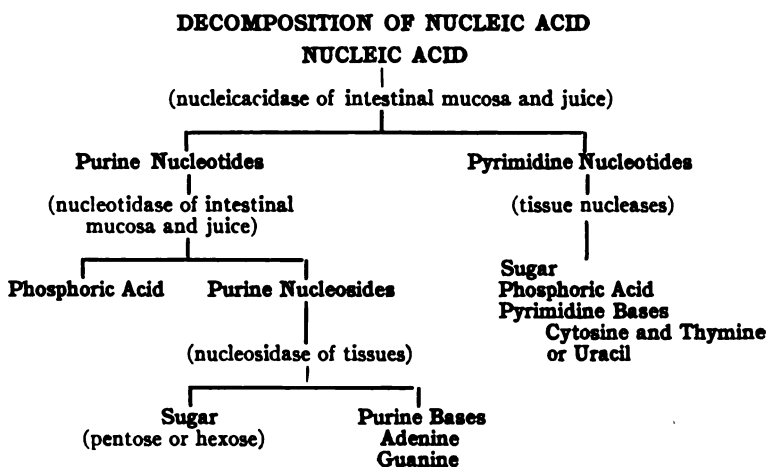 DECOMPOSITION OF NUCLEIC ACID
NUCLEIC ACID
(nucleicacidase of intestinal mucosa and juice)
Purine Nucleotides
Pyrimidine Nucleotides
(nucleotidase of intestinal
mucosa and juice)
(tissue nucleases)
Phosphoric Acid
Purine Nucleosides
Sugar
Phosphoric Acid
Pyrimidine Bases
Cytosine and Thymine
or Uracil
(nucleosidase of tissues)
Sugar
(pentose or hexose)
Purine Bases
Adenine
Guanine